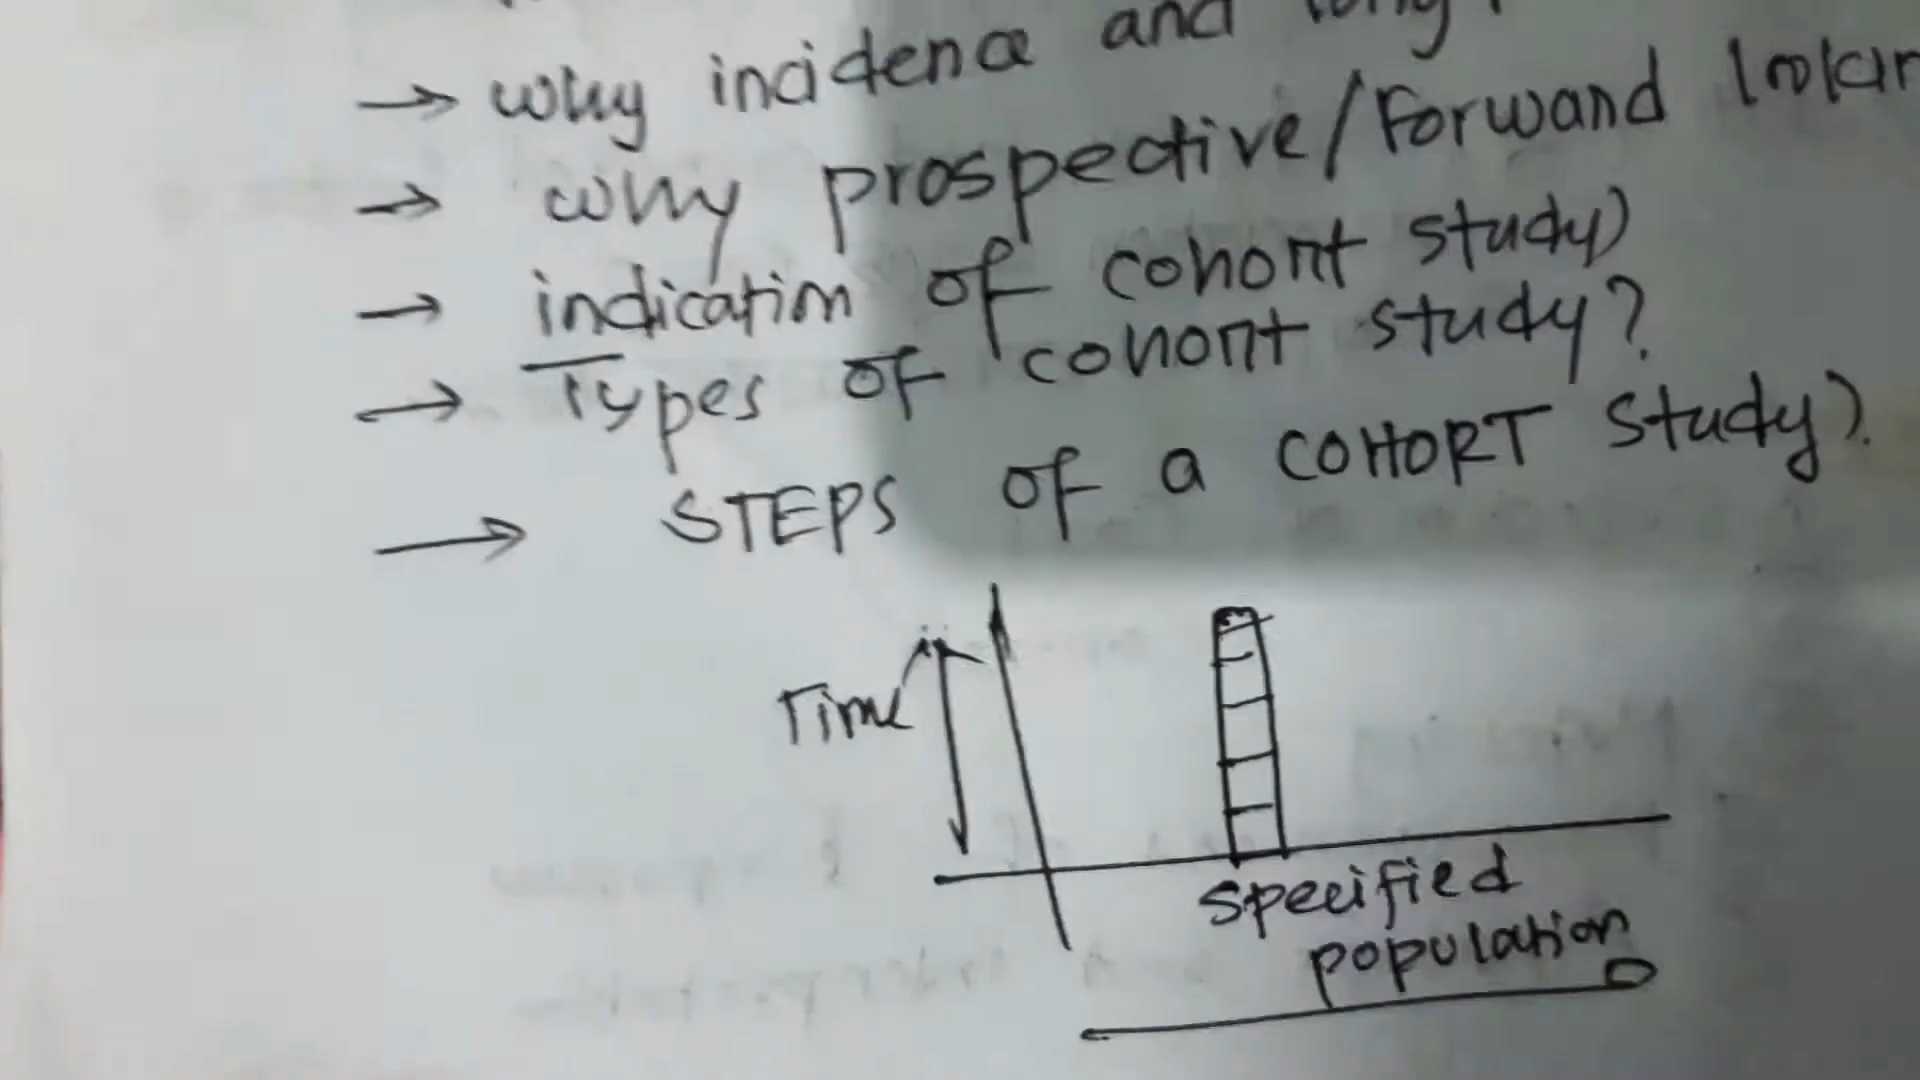 → why incidence and long
→ why prospective/Forward
→ indication of cohort study)
→ Types of cohort study?
→ STEPS of a COHORT study).
Time
specified
population